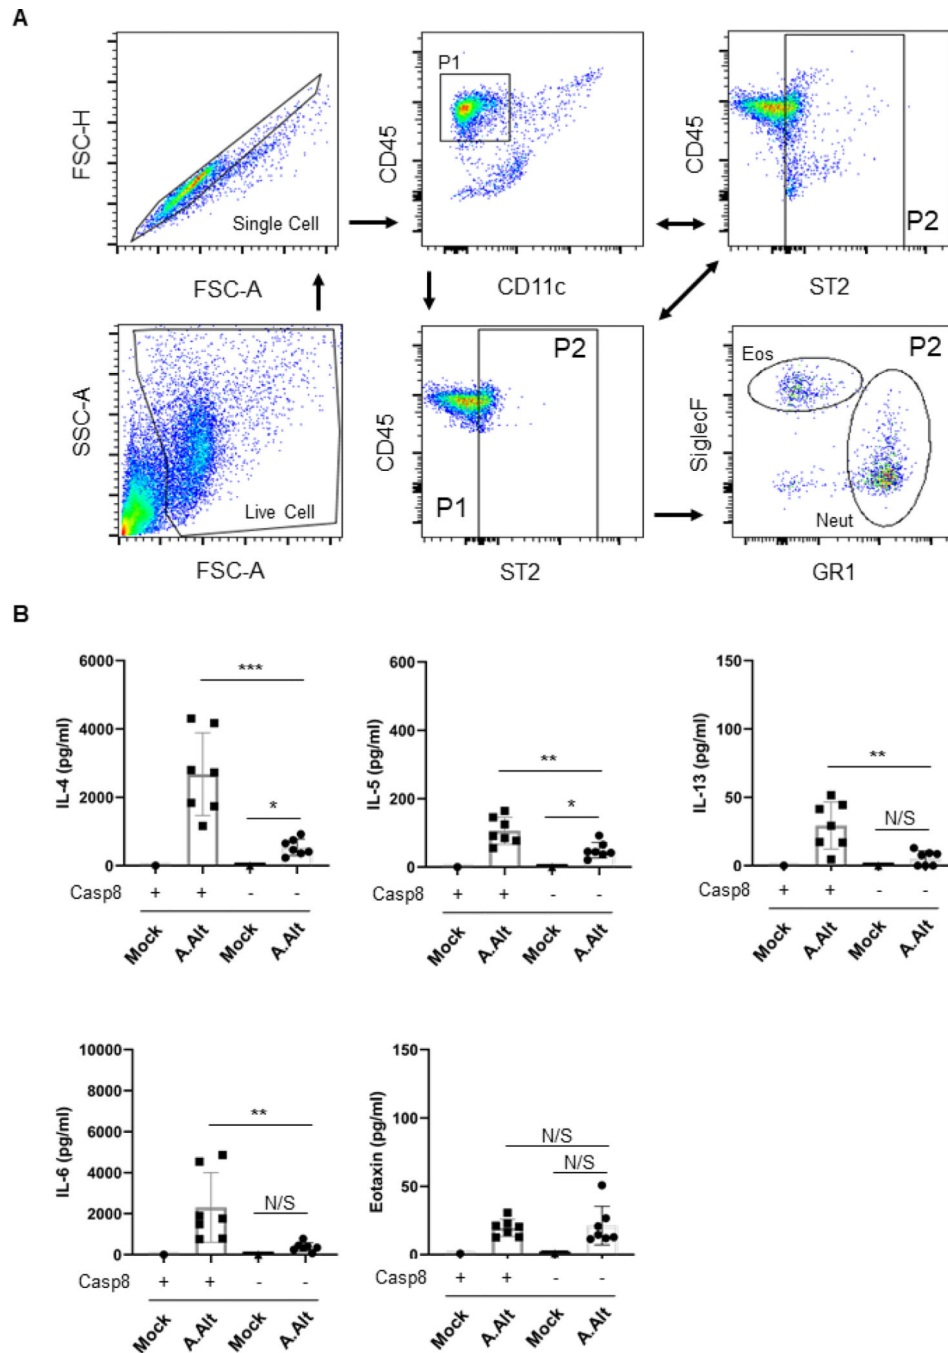 A
FSC-H
Single Cell
FSC-A
P1
CD45
CD11c
CD45
P2
ST2
SSC-A
Live Cell
FSC-A
CD45
P2
P1
ST2
SiglecF
Eos
P2
Neut
GR1
B
IL-4 (pg/ml)
6000
4000
2000
0
***
*
Casp8 + + - -
Mock A.Alt Mock A.Alt
IL-5 (pg/ml)
600
400
200
0
**
*
+ + - -
Mock A.Alt Mock A.Alt
IL-13 (pg/ml)
150
100
50
0
**
N/S
+ + - -
Mock A.Alt Mock A.Alt
IL-6 (pg/ml)
10000
8000
6000
4000
2000
0
**
N/S
Casp8 + + - -
Mock A.Alt Mock A.Alt
Eotaxin (pg/ml)
150
100
50
0
N/S
N/S
+ + - -
Mock A.Alt Mock A.Alt